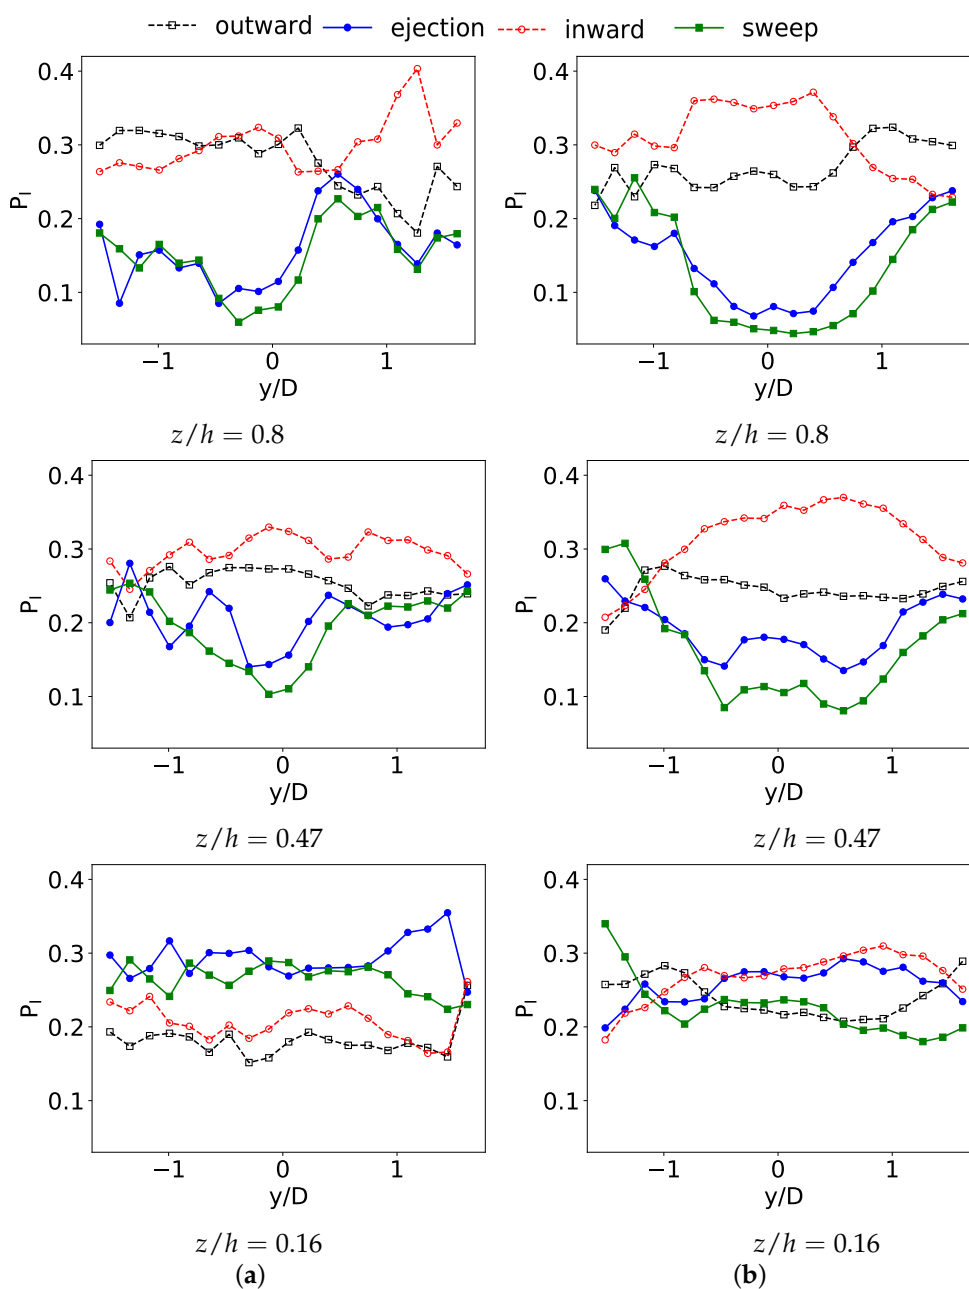 outward ejection inward sweep
0.4
0.3
0.2
0.1
P_I
−1 0 1
y/D
z/h = 0.8
0.4
0.3
0.2
0.1
P_I
−1 0 1
y/D
z/h = 0.8
0.4
0.3
0.2
0.1
P_I
−1 0 1
y/D
z/h = 0.47
0.4
0.3
0.2
0.1
P_I
−1 0 1
y/D
z/h = 0.47
0.4
0.3
0.2
0.1
P_I
−1 0 1
y/D
z/h = 0.16
(a)
0.4
0.3
0.2
0.1
P_I
−1 0 1
y/D
z/h = 0.16
(b)